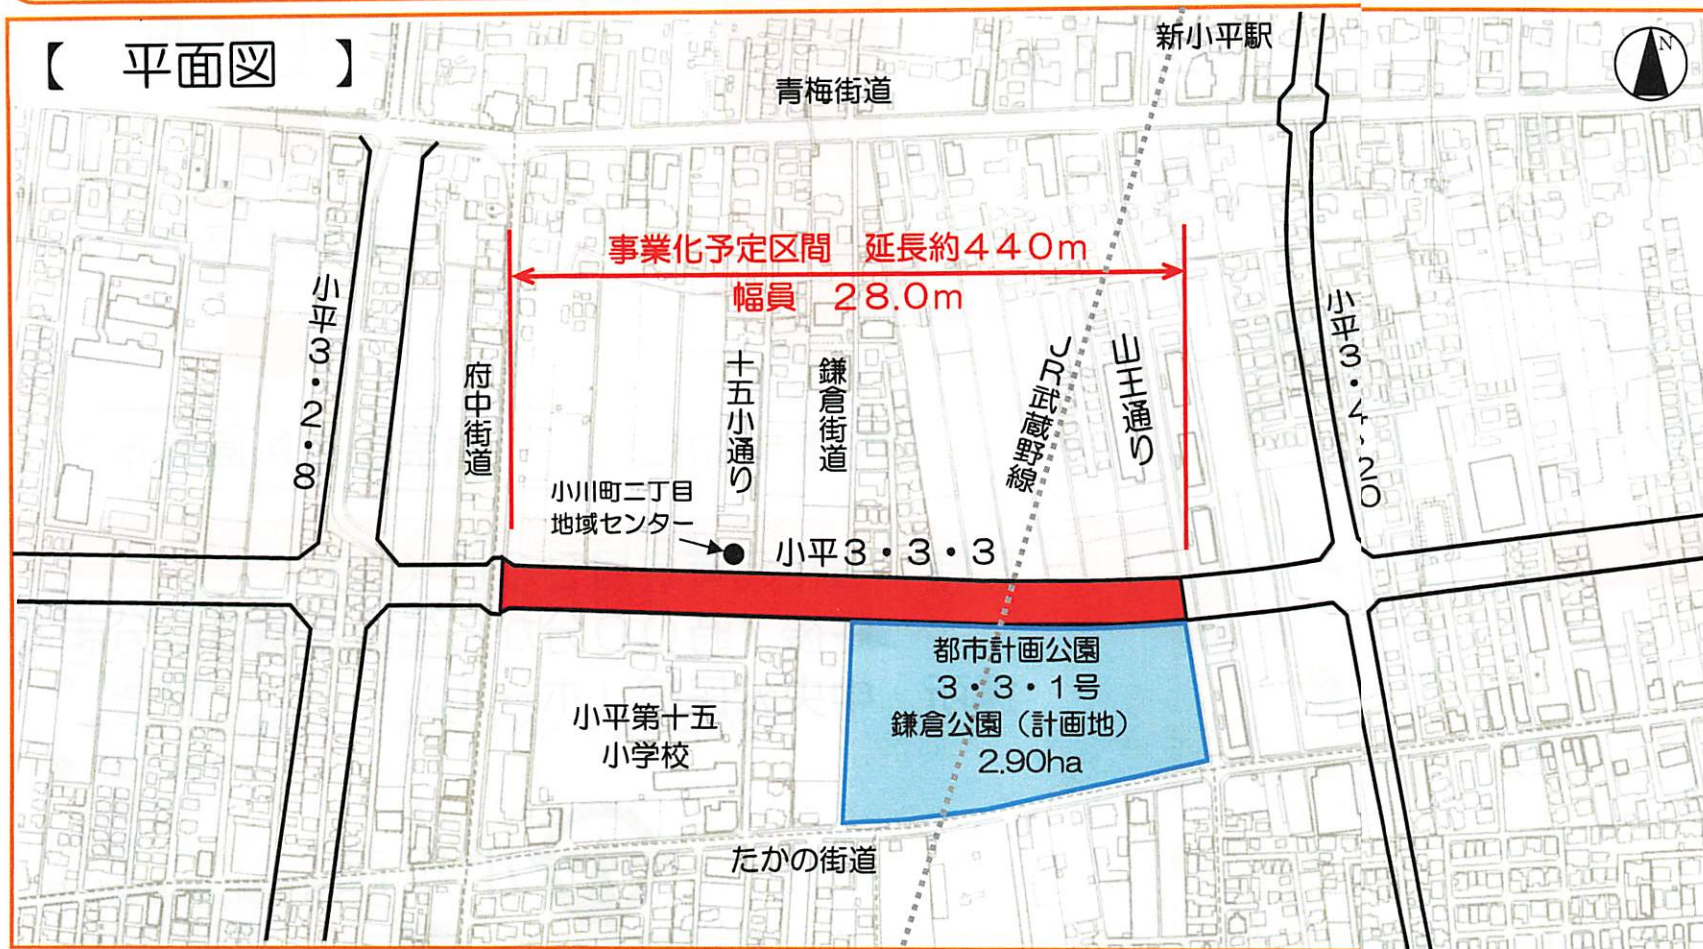 【 平面図 】
新小平駅
N
青梅街道
事業化予定区間 延長約440m
幅員 28.0m
小平3・2・8
府中街道
十五小通り
鎌倉街道
JR武蔵野線
山王通り
小平3・4・20
小川町二丁目
地域センター
小平3・3・3
都市計画公園
3・3・1号
鎌倉公園（計画地）
2.90ha
小平第十五
小学校
たかの街道